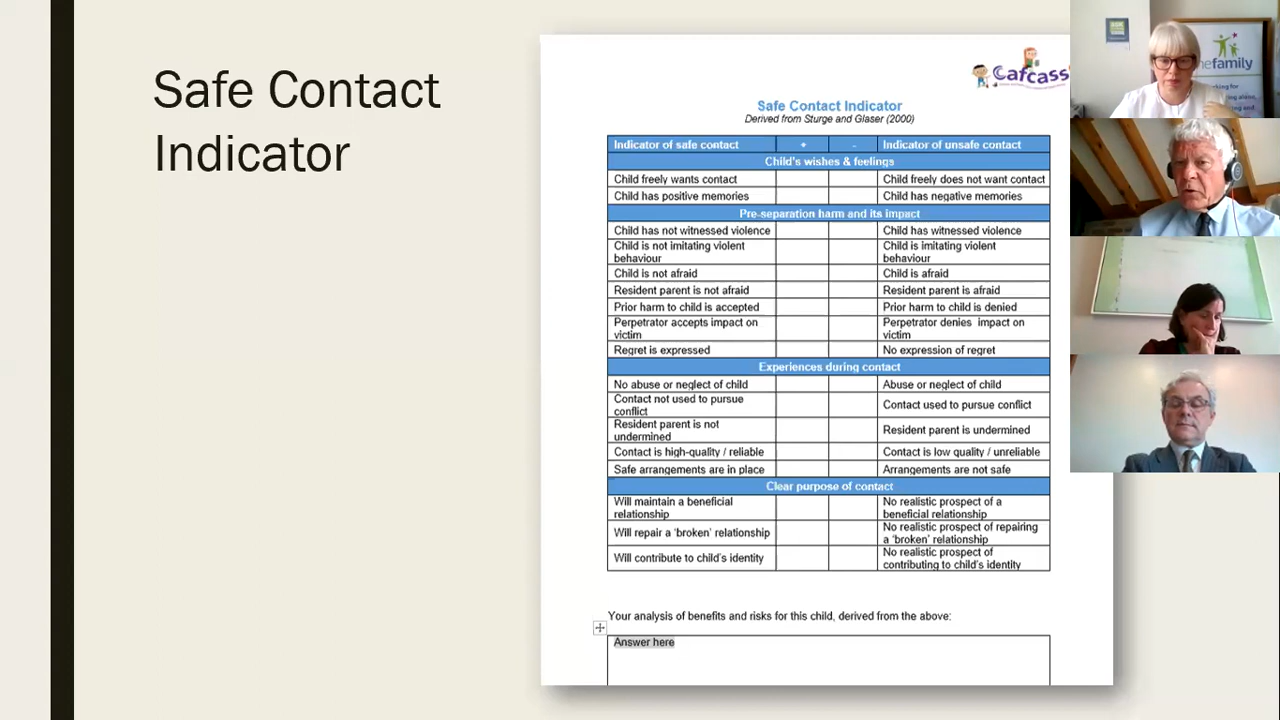 Safe Contact
Indicator
Cafcass
Safe Contact Indicator
Derived from Sturge and Glaser (2000)
Indicator of safe contact + - Indicator of unsafe contact
Child's wishes & feelings
Child freely wants contact Child freely does not want contact
Child has positive memories Child has negative memories
Pre-separation harm and its impact
Child has not witnessed violence Child has witnessed violence
Child is not imitating violent
behaviour
Child is imitating violent
behaviour
Child is not afraid Child is afraid
Resident parent is not afraid Resident parent is afraid
Prior harm to child is accepted Prior harm to child is denied
Perpetrator accepts impact on
victim
Perpetrator denies impact on
victim
Regret is expressed No expression of regret
Experiences during contact
No abuse or neglect of child Abuse or neglect of child
Contact not used to pursue
conflict
Contact used to pursue conflict
Resident parent is not
undermined
Resident parent is undermined
Contact is high-quality / reliable Contact is low quality / unreliable
Safe arrangements are in place Arrangements are not safe
Clear purpose of contact
Will maintain a beneficial
relationship
No realistic prospect of a
beneficial relationship
Will repair a 'broken' relationship
No realistic prospect of repairing
a 'broken' relationship
Will contribute to child's identity
No realistic prospect of
contributing to child's identity
Your analysis of benefits and risks for this child, derived from the above:
Answer here
hefamily